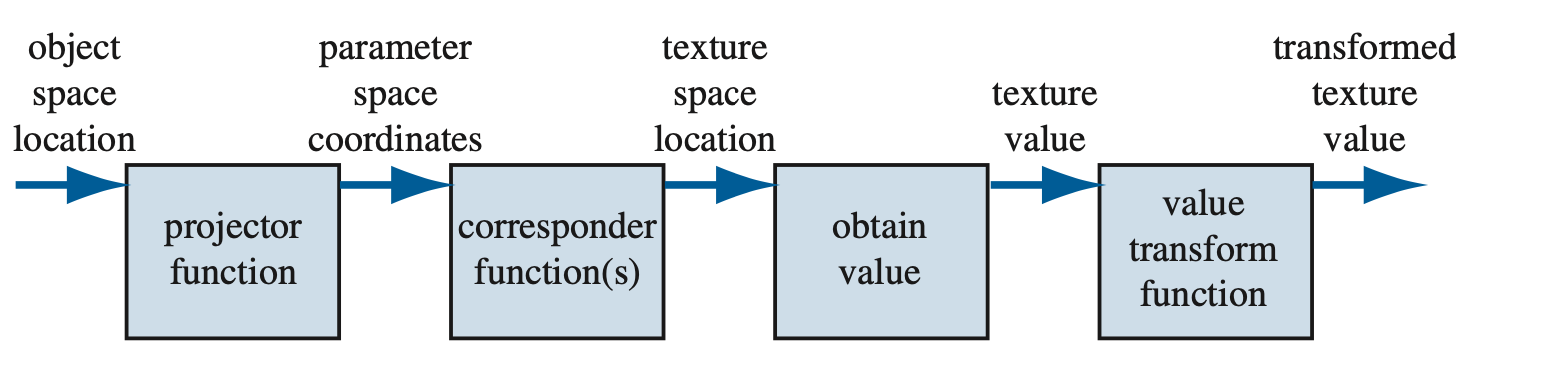 object
space
location
parameter
space
coordinates
texture
space
location
texture
value
transformed
texture
value
projector
function
corresponder
function(s)
obtain
value
value
transform
function